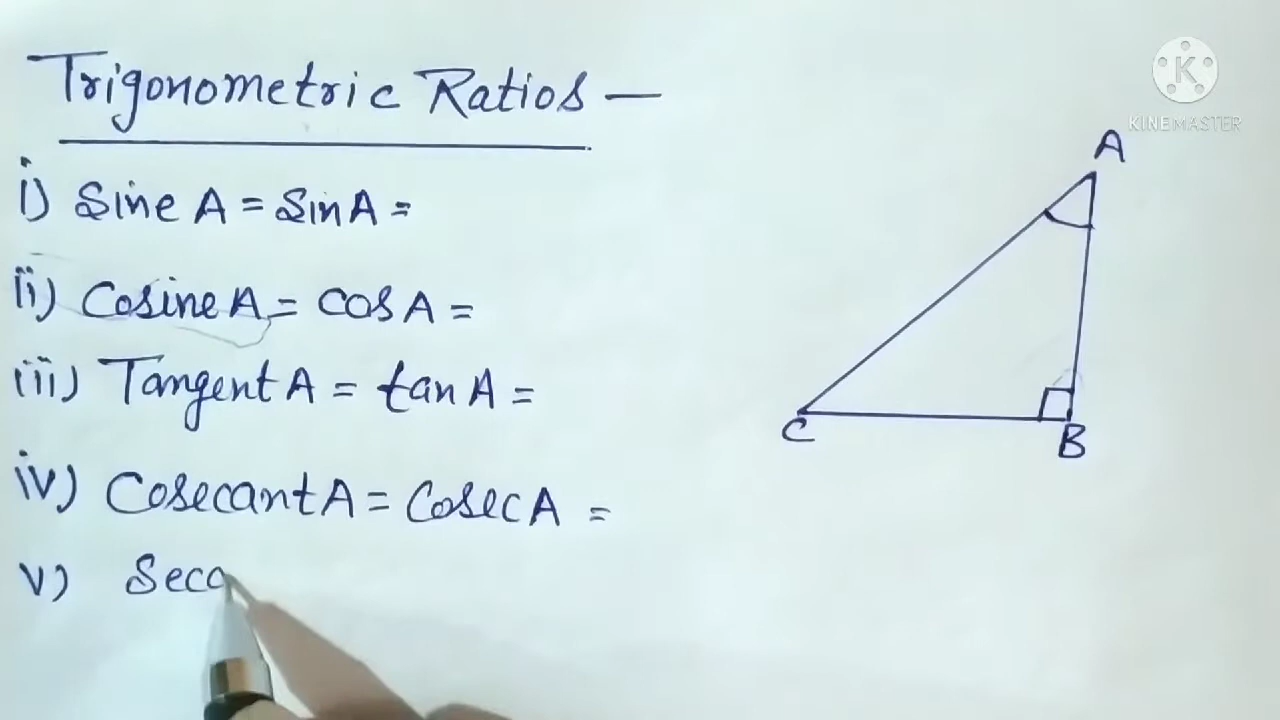 Trigonometric Ratios —
i) Sine A = Sin A =
ii) Cosine A = Cos A =
iii) Tangent A = tan A =
iv) Cosecant A = Cosec A =
v) Seca
A
C
B
K
KINEMASTER